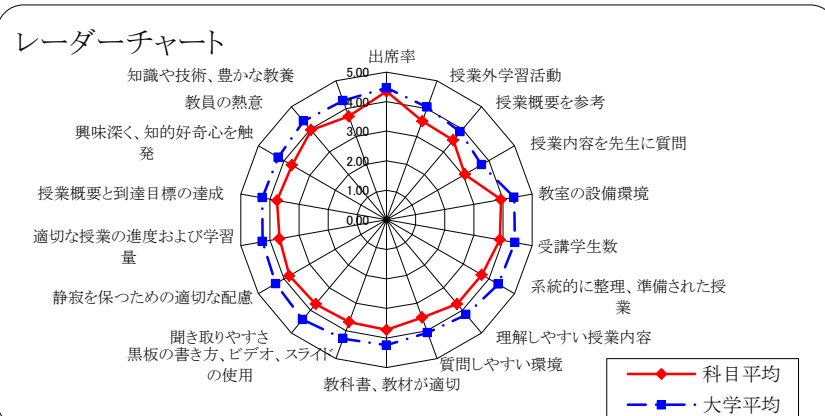 レーダーチャート
出席率
授業外学習活動
授業概要を参考
授業内容を先生に質問
教室の設備環境
受講学生数
系統的に整理、準備された授
業
理解しやすい授業内容
質問しやすい環境
教科書、教材が適切
黒板の書き方、ビデオ、スライド
の使用
聞き取りやすさ
静寂を保つための適切な配慮
適切な授業の進度および学習
量
授業概要と到達目標の達成
興味深く、知的好奇心を触
発
教員の熱意
知識や技術、豊かな教養
5.00
4.00
3.00
2.00
1.00
0.00
科目平均
大学平均